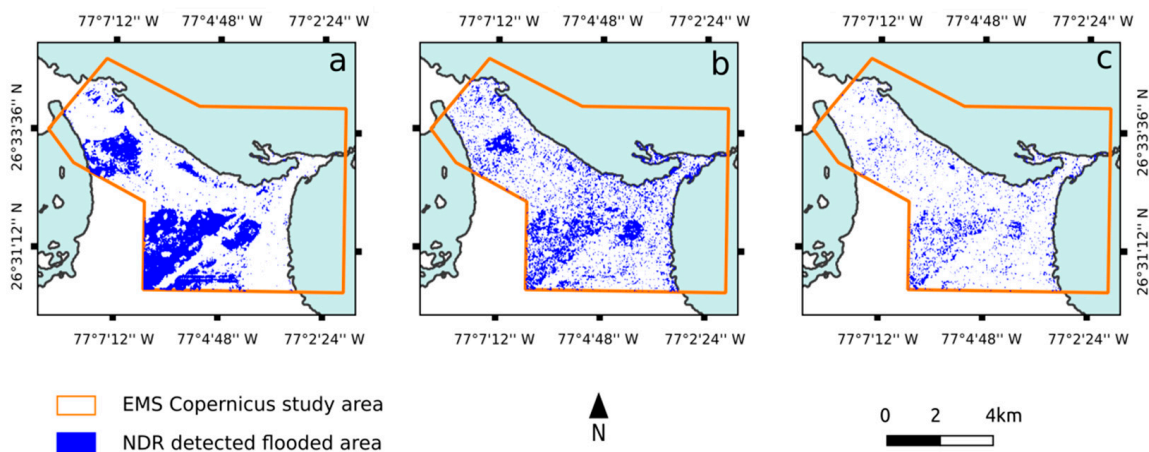 77°7'12'' W 77°4'48'' W 77°2'24'' W 77°7'12'' W 77°4'48'' W 77°2'24'' W 77°7'12'' W 77°4'48'' W 77°2'24'' W
a b c
26°33'36'' N 26°33'36'' N
26°31'12'' N 26°31'12'' N
77°7'12'' W 77°4'48'' W 77°2'24'' W 77°7'12'' W 77°4'48'' W 77°2'24'' W 77°7'12'' W 77°4'48'' W 77°2'24'' W
EMS Copernicus study area
NDR detected flooded area
N
0 2 4km